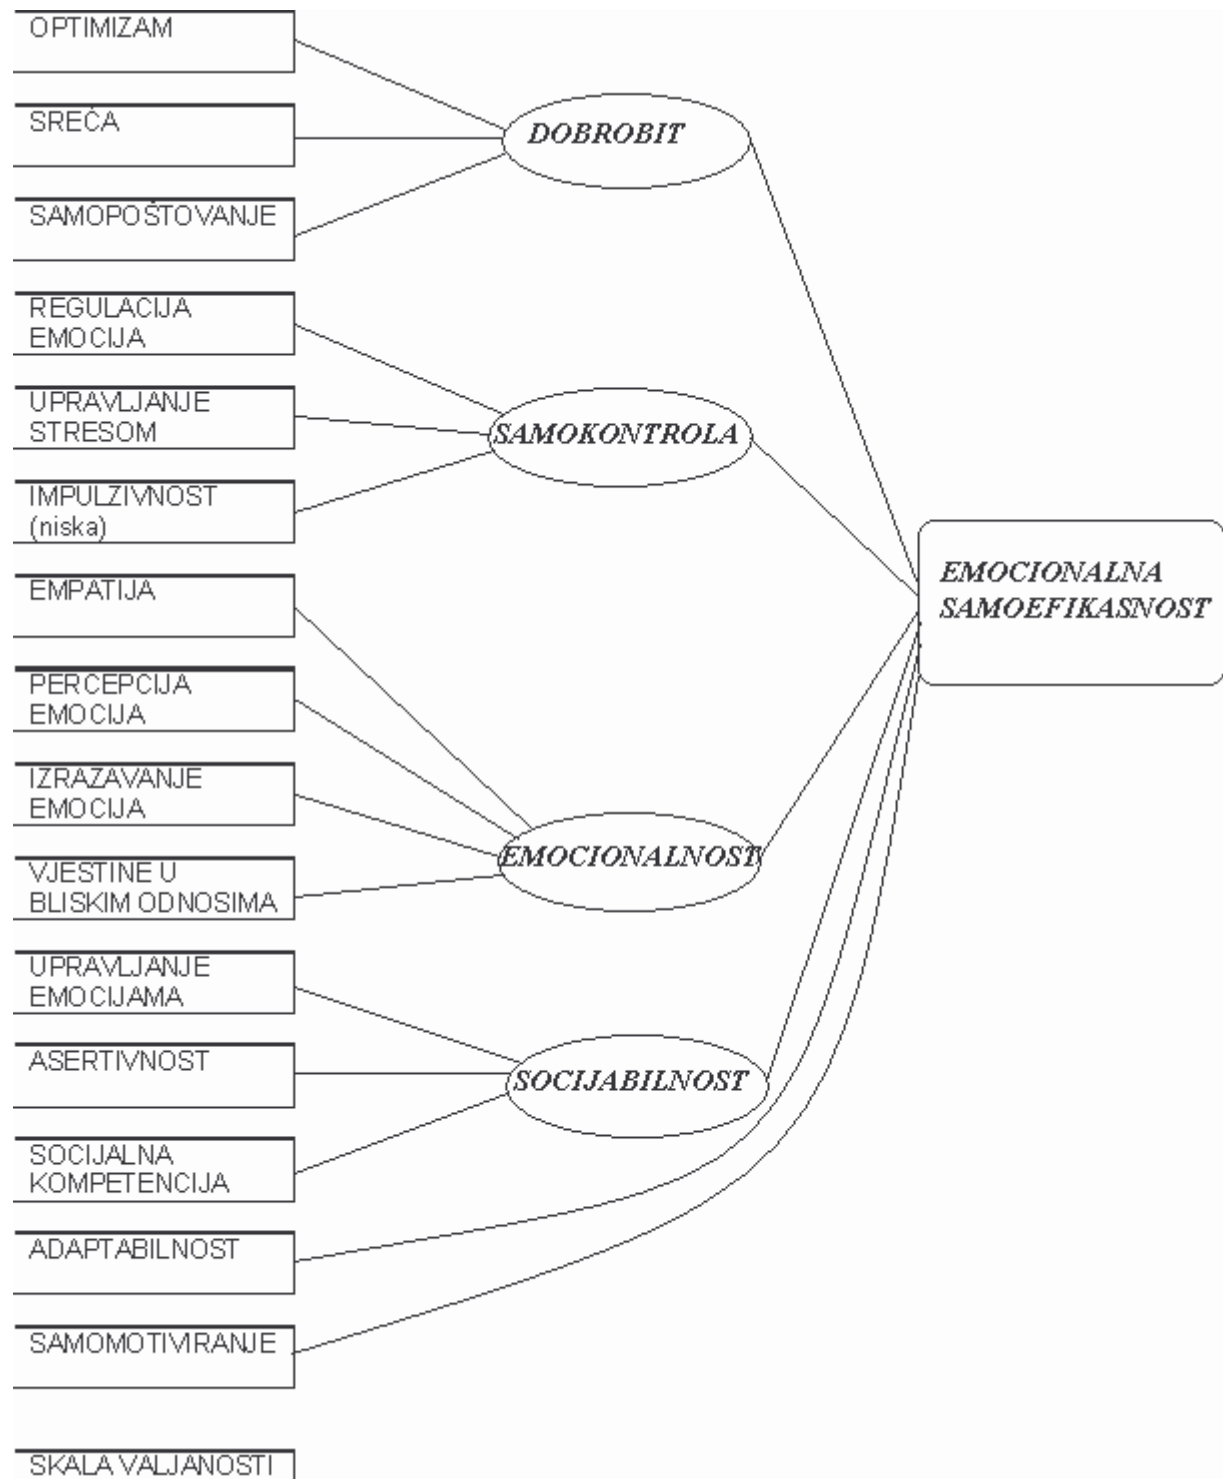 OPTIMIZAM
SREĆA
SAMOPOŠTOVANJE
REGULACIJA
EMOCIJA
UPRAVLJANJE
STRESOM
IMPULZIVNOST
(niska)
EMPATIJA
PERCEPCIJA
EMOCIJA
IZRAZAVANJE
EMOCIJA
VJESTINE U
BLISKIM ODNOSIMA
UPRAVLJANJE
EMOCIJAMA
ASERTIVNOST
SOCIJALNA
KOMPETENCIJA
ADAPTABILNOST
SAMOMOTIVIRANJE
SKALA VALJANOSTI
DOBROBIT
SAMOKONTROLA
EMOCIONALNOST
SOCIJABILNOST
EMOCIONALNA
SAMOEFIKASNOST